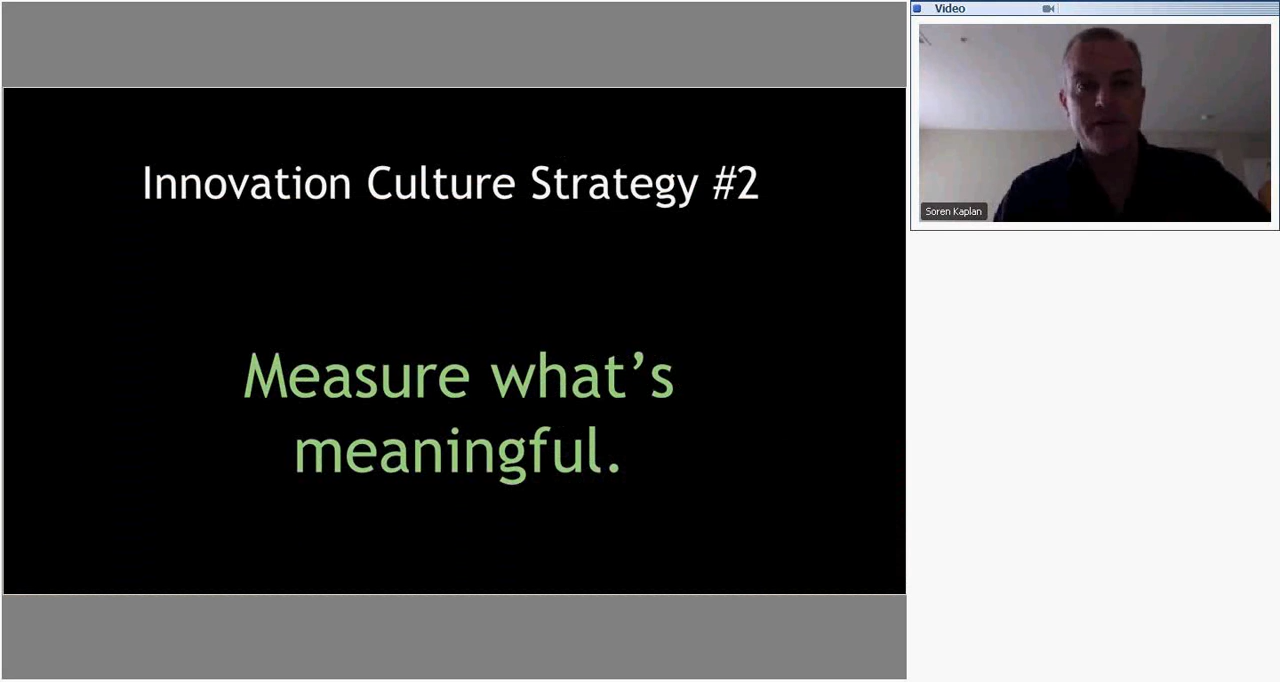 Innovation Culture Strategy #2
Measure what’s
meaningful.
Video
Soren Kaplan